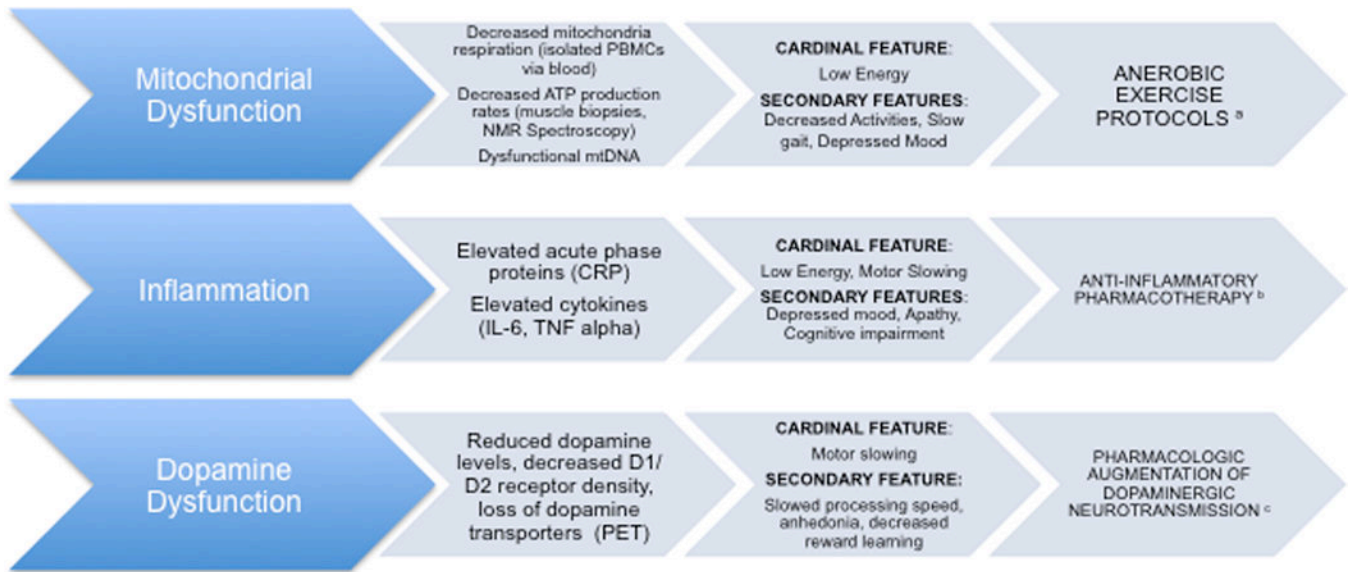 Mitochondrial
Dysfunction
Decreased mitochondria
respiration (isolated PBMCs
via blood)
Decreased ATP production
rates (muscle biopsies,
NMR Spectroscopy)
Dysfunctional mtDNA
CARDINAL FEATURE:
Low Energy
SECONDARY FEATURES:
Decreased Activities, Slow
gait, Depressed Mood
ANEROBIC
EXERCISE
PROTOCOLS a
Inflammation
Elevated acute phase
proteins (CRP)
Elevated cytokines
(IL-6, TNF alpha)
CARDINAL FEATURE:
Low Energy, Motor Slowing
SECONDARY FEATURES:
Depressed mood, Apathy,
Cognitive impairment
ANTI-INFLAMMATORY
PHARMACOTHERAPY b
Dopamine
Dysfunction
Reduced dopamine
levels, decreased D1/
D2 receptor density,
loss of dopamine
transporters (PET)
CARDINAL FEATURE:
Motor slowing
SECONDARY FEATURE:
Slowed processing speed,
anhedonia, decreased
reward learning
PHARMACOLOGIC
AUGMENTATION OF
DOPAMINERGIC
NEUROTRANSMISSION c